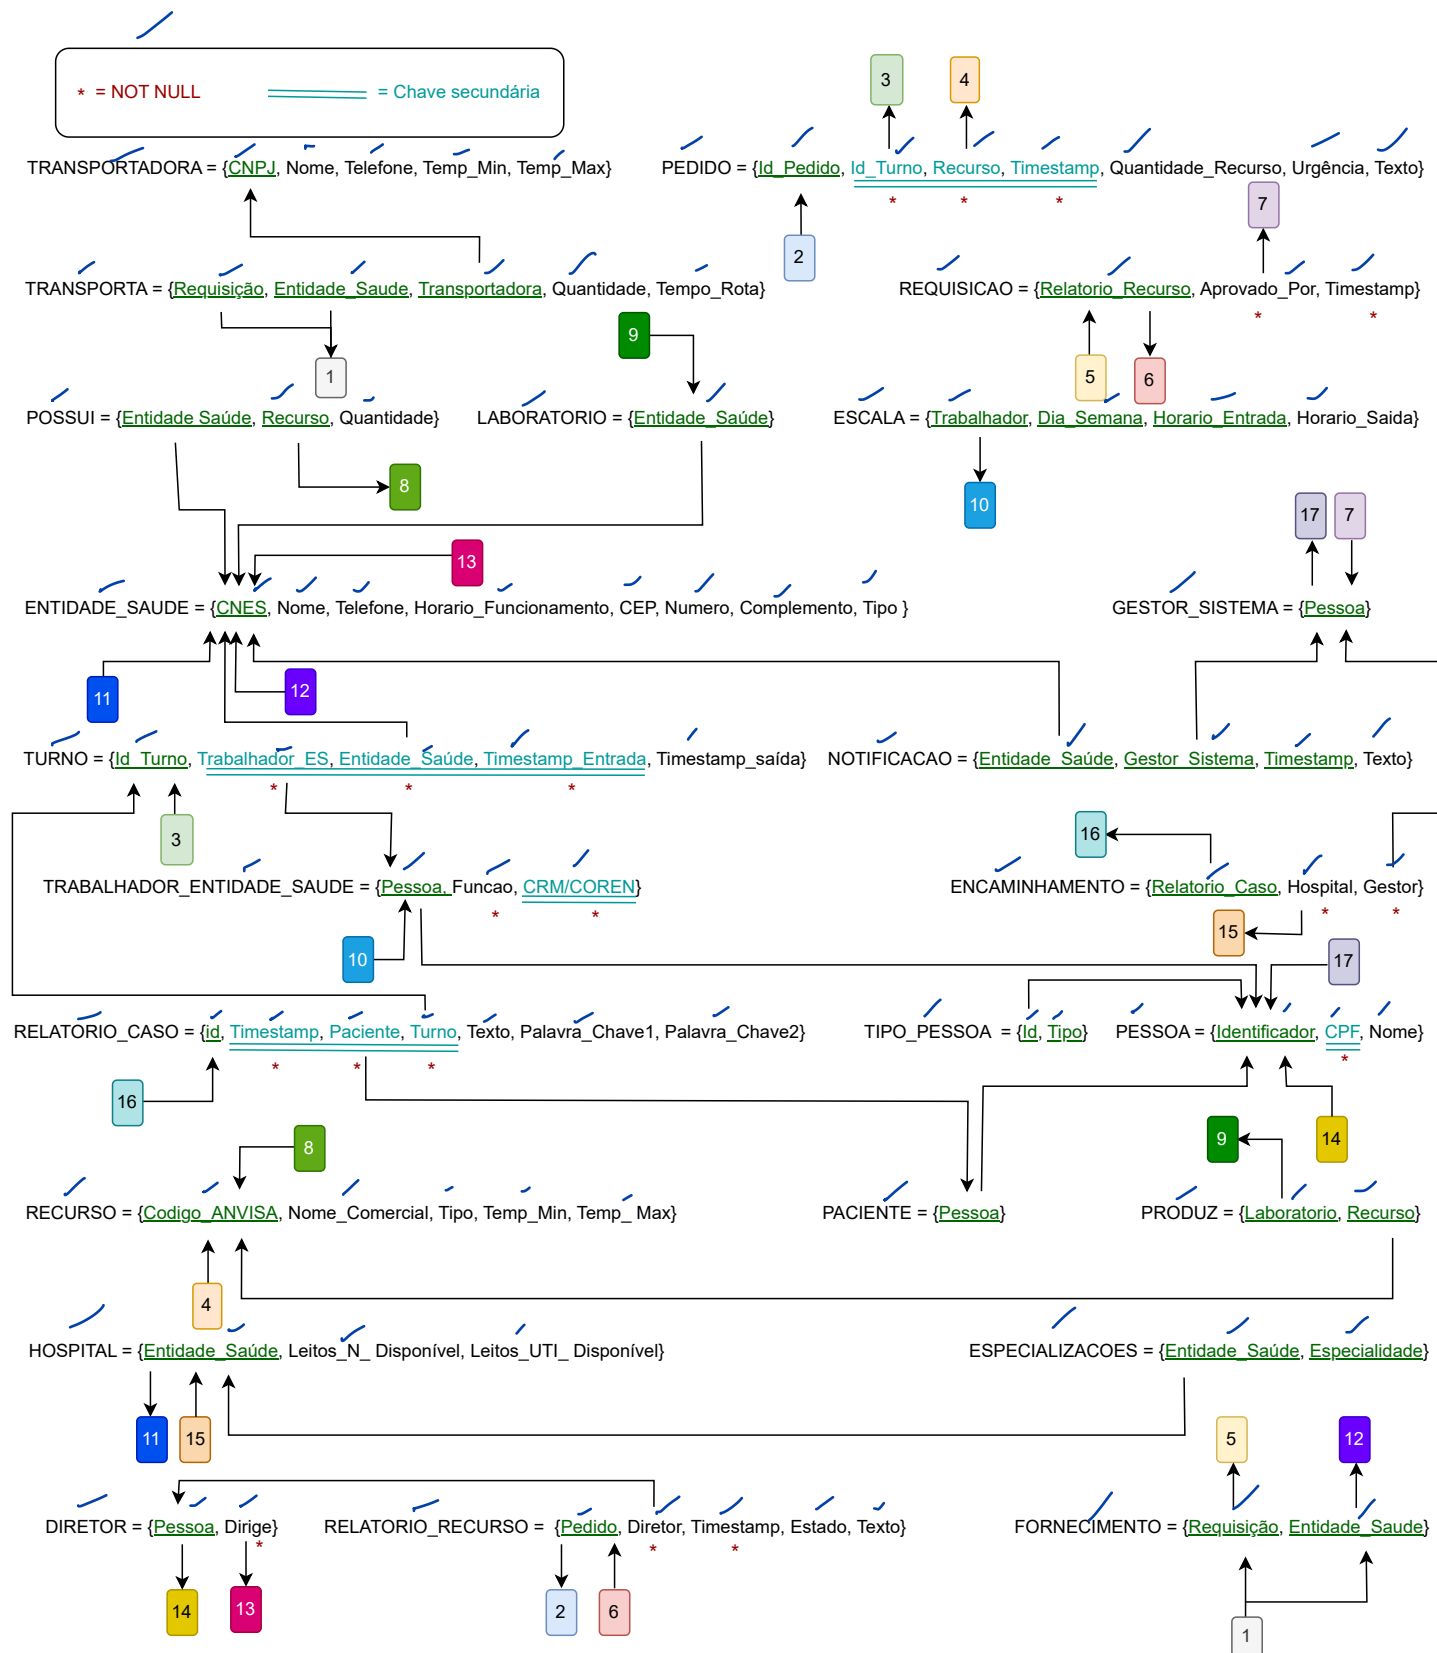 * = NOT NULL = Chave secundária
3 4
TRANSPORTADORA = {CNPJ, Nome, Telefone, Temp_Min, Temp_Max}
PEDIDO = {Id_Pedido, Id_Turno, Recurso, Timestamp, Quantidade_Recurso, Urgência, Texto}
* * *
2 7
TRANSPORTA = {Requisição, Entidade_Saude, Transportadora, Quantidade, Tempo_Rota}
REQUISICAO = {Relatorio_Recurso, Aprovado_Por, Timestamp}
* *
9
1 5 6
POSSUI = {Entidade Saúde, Recurso, Quantidade}
LABORATORIO = {Entidade_Saúde}
ESCALA = {Trabalhador, Dia_Semana, Horario_Entrada, Horario_Saida}
8 10 17 7
13
ENTIDADE_SAUDE = {CNES, Nome, Telefone, Horario_Funcionamento, CEP, Numero, Complemento, Tipo }
GESTOR_SISTEMA = {Pessoa}
11 12
TURNO = {Id_Turno, Trabalhador_ES, Entidade_Saúde, Timestamp_Entrada, Timestamp_saída}
NOTIFICACAO = {Entidade_Saúde, Gestor_Sistema, Timestamp, Texto}
* * *
3 16
TRABALHADOR_ENTIDADE_SAUDE = {Pessoa, Funcao, CRM/COREN}
ENCAMINHAMENTO = {Relatorio_Caso, Hospital, Gestor}
* * * *
10 15 17
RELATORIO_CASO = {id, Timestamp, Paciente, Turno, Texto, Palavra_Chave1, Palavra_Chave2}
TIPO_PESSOA = {Id, Tipo}
PESSOA = {Identificador, CPF, Nome}
* * * *
16 8 9 14
RECURSO = {Codigo_ANVISA, Nome_Comercial, Tipo, Temp_Min, Temp_ Max}
PACIENTE = {Pessoa}
PRODUZ = {Laboratorio, Recurso}
4
HOSPITAL = {Entidade_Saúde, Leitos_N_ Disponível, Leitos_UTI_ Disponível}
ESPECIALIZACOES = {Entidade_Saúde, Especialidade}
11 15 5 12
DIRETOR = {Pessoa, Dirige}
RELATORIO_RECURSO = {Pedido, Diretor, Timestamp, Estado, Texto}
FORNECIMENTO = {Requisição, Entidade_Saude}
* * *
14 13 2 6 1